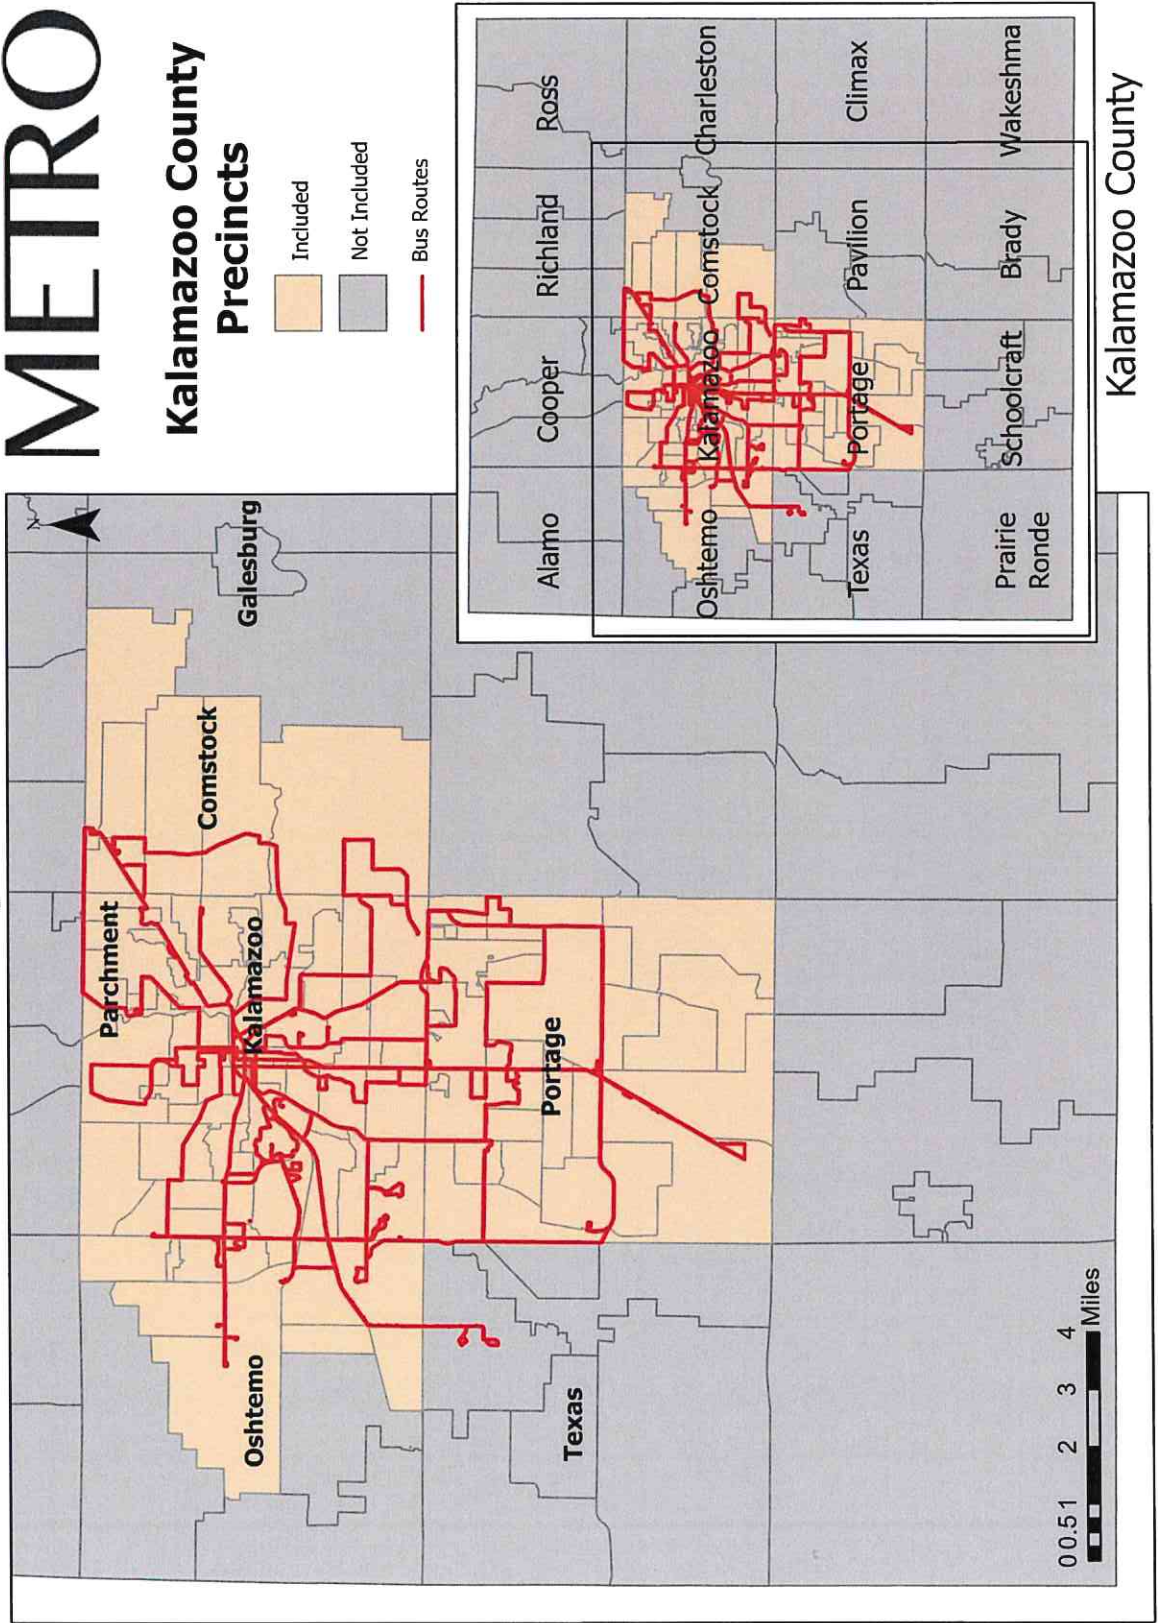 METRO
Kalamazoo County
Precincts
Included
Not Included
Bus Routes
N
Galesburg
Comstock
Parchment
Kalamazoo
Portage
Oshtemo
Texas
0 0.5 1 2 3 4
Miles
Alamo
Cooper
Richland
Ross
Oshtemo
Kalamazoo
Comstock
Charleston
Texas
Portage
Pavilion
Climax
Prairie
Ronde
Schoolcraft
Brady
Wakeshma
Kalamazoo County